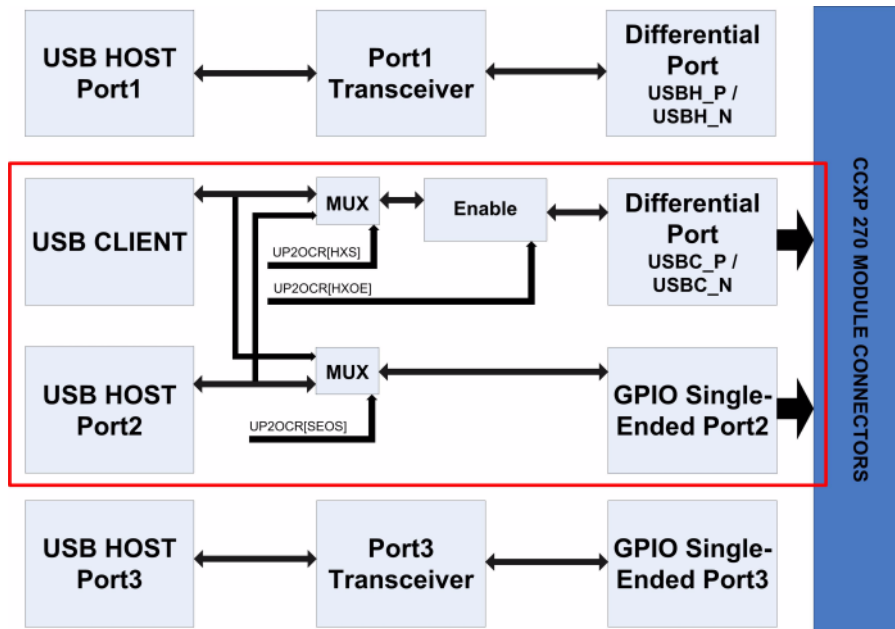 USB HOST
Port1
Port1
Transceiver
Differential
Port
USBH_P /
USBH_N
USB CLIENT
MUX
Enable
Differential
Port
USBC_P /
USBC_N
UP2OCR[HXS]
UP2OCR[HXOE]
USB HOST
Port2
MUX
GPIO Single-
Ended Port2
UP2OCR[SEOS]
USB HOST
Port3
Port3
Transceiver
GPIO Single-
Ended Port3
CCXP 270 MODULE CONNECTORS